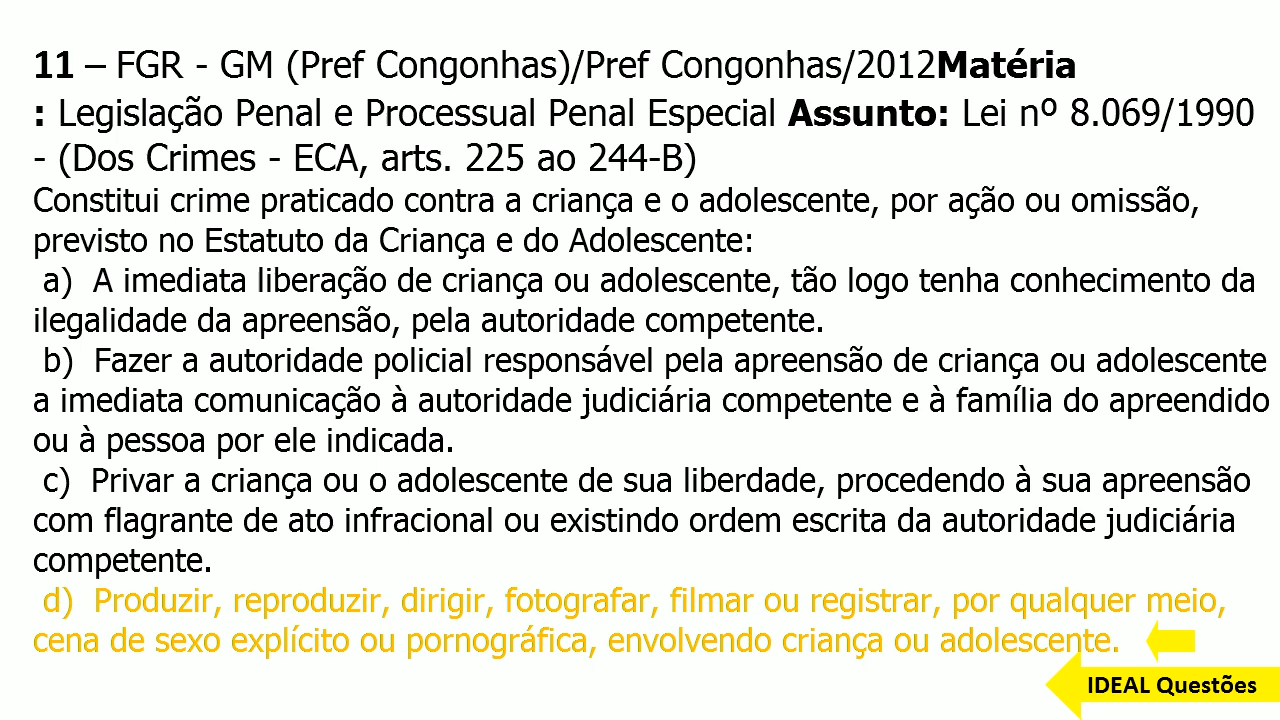 11 – FGR - GM (Pref Congonhas)/Pref Congonhas/2012Matéria
: Legislação Penal e Processual Penal Especial Assunto: Lei nº 8.069/1990
- (Dos Crimes - ECA, arts. 225 ao 244-B)
Constitui crime praticado contra a criança e o adolescente, por ação ou omissão,
previsto no Estatuto da Criança e do Adolescente:
a) A imediata liberação de criança ou adolescente, tão logo tenha conhecimento da
ilegalidade da apreensão, pela autoridade competente.
b) Fazer a autoridade policial responsável pela apreensão de criança ou adolescente
a imediata comunicação à autoridade judiciária competente e à família do apreendido
ou à pessoa por ele indicada.
c) Privar a criança ou o adolescente de sua liberdade, procedendo à sua apreensão
com flagrante de ato infracional ou existindo ordem escrita da autoridade judiciária
competente.
d) Produzir, reproduzir, dirigir, fotografar, filmar ou registrar, por qualquer meio,
cena de sexo explícito ou pornográfica, envolvendo criança ou adolescente.
IDEAL Questões